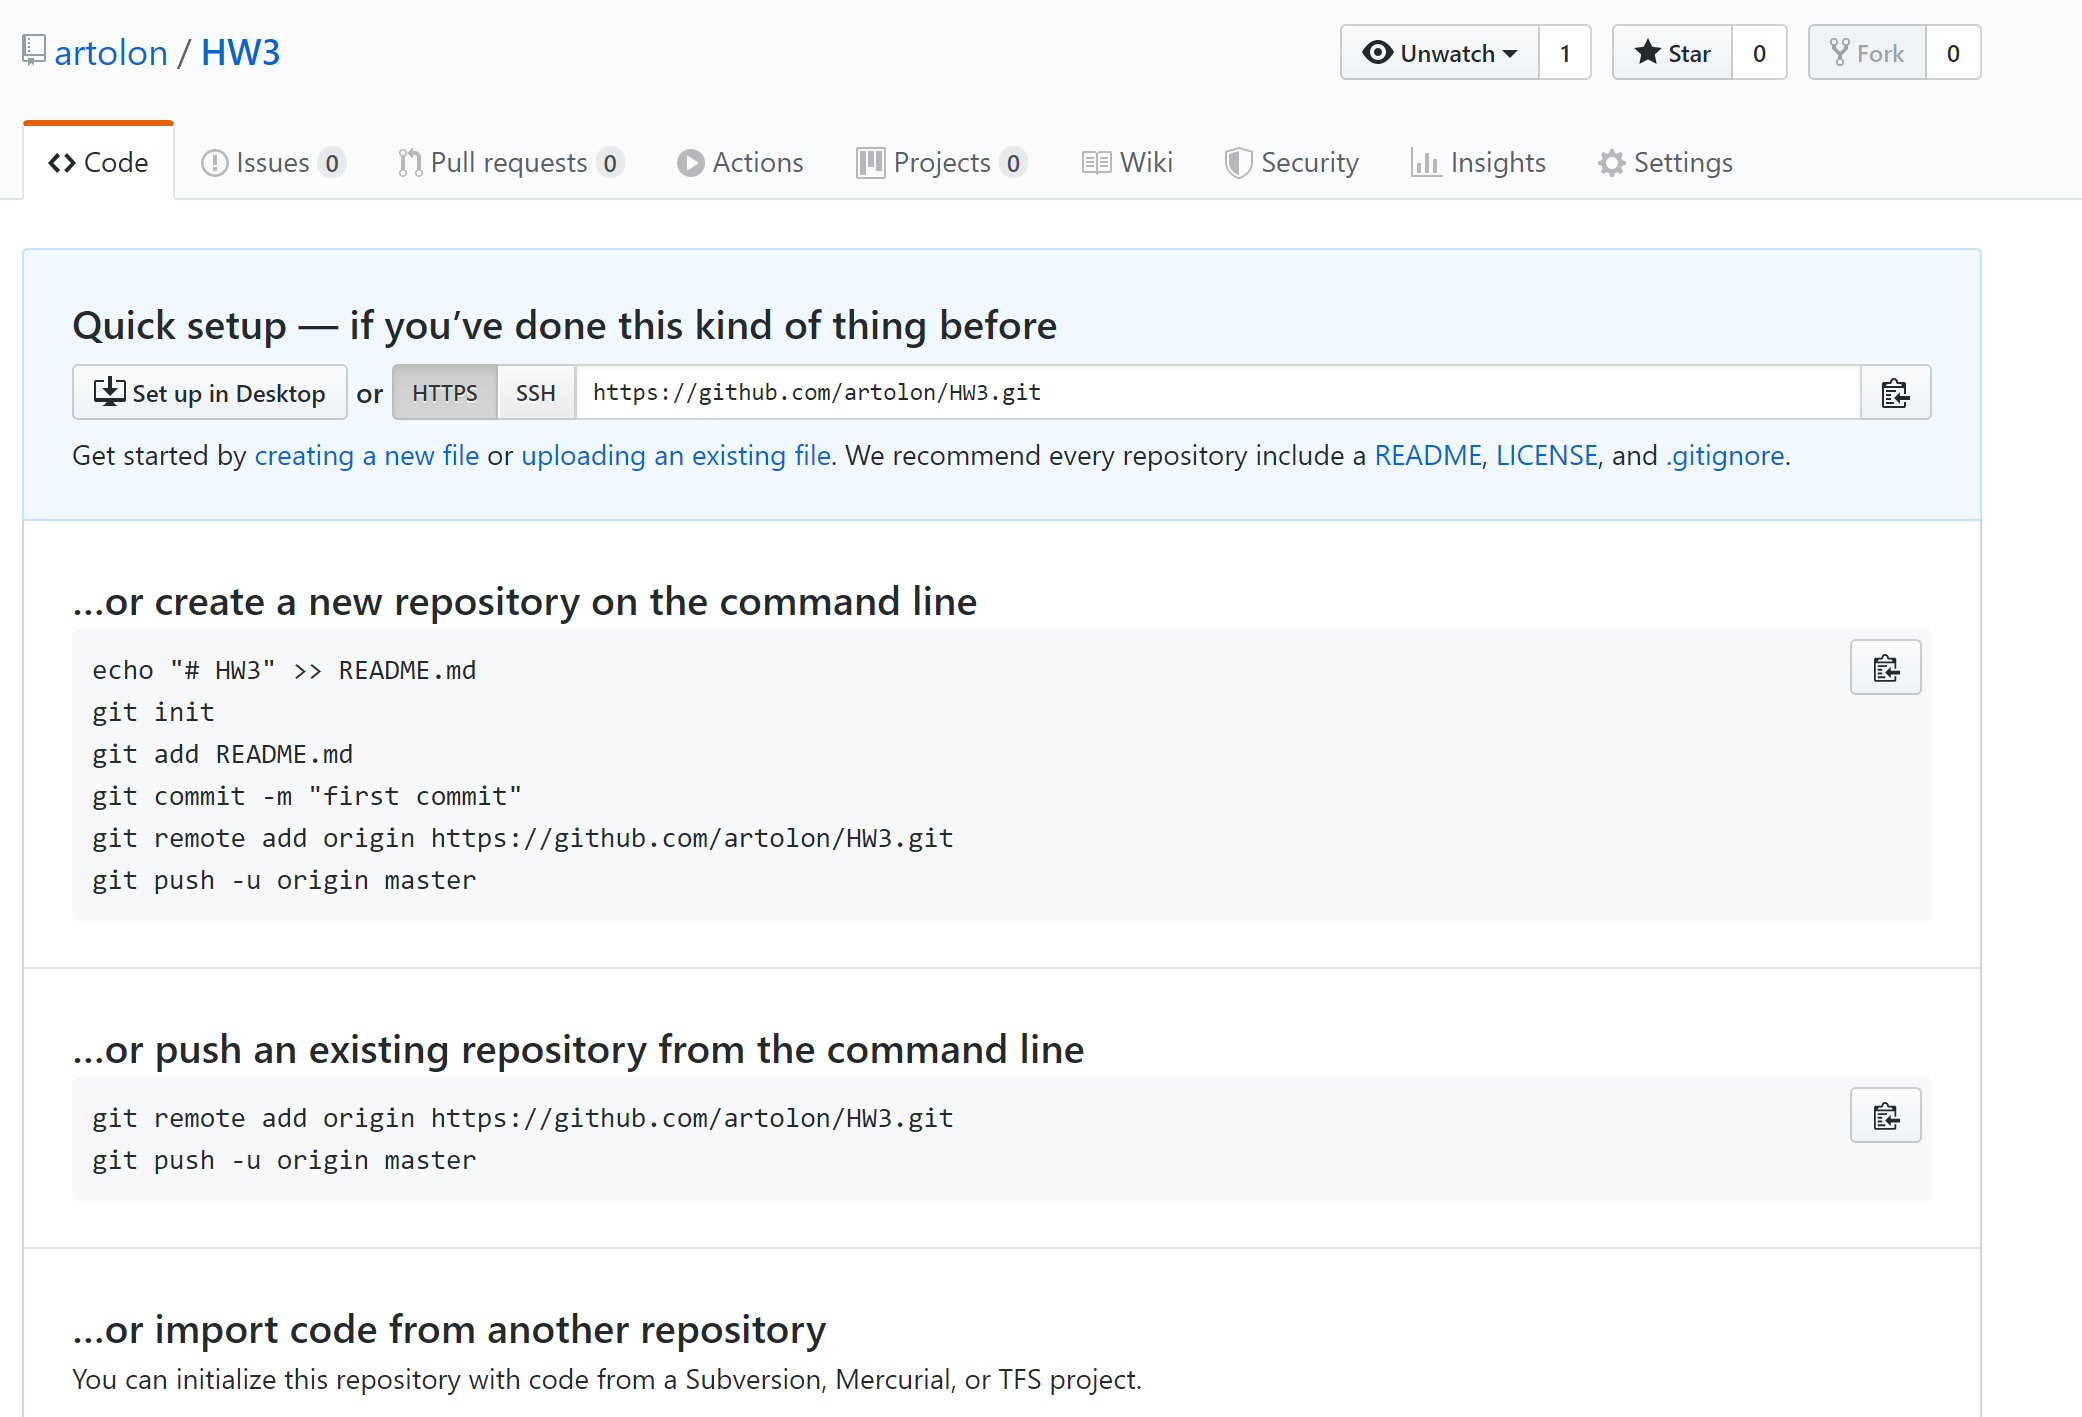 artolon / HW3
Unwatch 1 Star 0 Fork 0
Code Issues 0 Pull requests 0 Actions Projects 0 Wiki Security Insights Settings
Quick setup — if you’ve done this kind of thing before
Set up in Desktop or HTTPS SSH https://github.com/artolon/HW3.git
Get started by creating a new file or uploading an existing file. We recommend every repository include a README, LICENSE, and .gitignore.
…or create a new repository on the command line
echo "# HW3" >> README.md
git init
git add README.md
git commit -m "first commit"
git remote add origin https://github.com/artolon/HW3.git
git push -u origin master
…or push an existing repository from the command line
git remote add origin https://github.com/artolon/HW3.git
git push -u origin master
…or import code from another repository
You can initialize this repository with code from a Subversion, Mercurial, or TFS project.